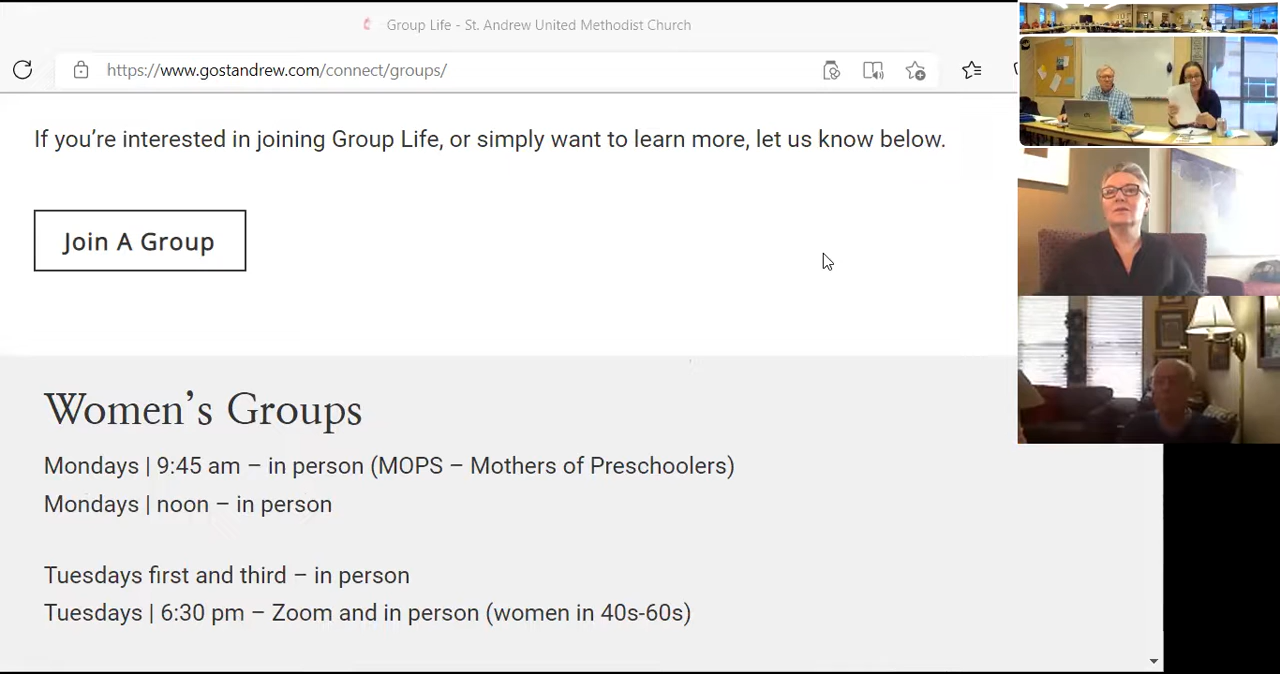 Group Life - St. Andrew United Methodist Church
https://www.gostandrew.com/connect/groups/
If you’re interested in joining Group Life, or simply want to learn more, let us know below.
Join A Group
Women’s Groups
Mondays | 9:45 am – in person (MOPS – Mothers of Preschoolers)
Mondays | noon – in person
Tuesdays first and third – in person
Tuesdays | 6:30 pm – Zoom and in person (women in 40s-60s)